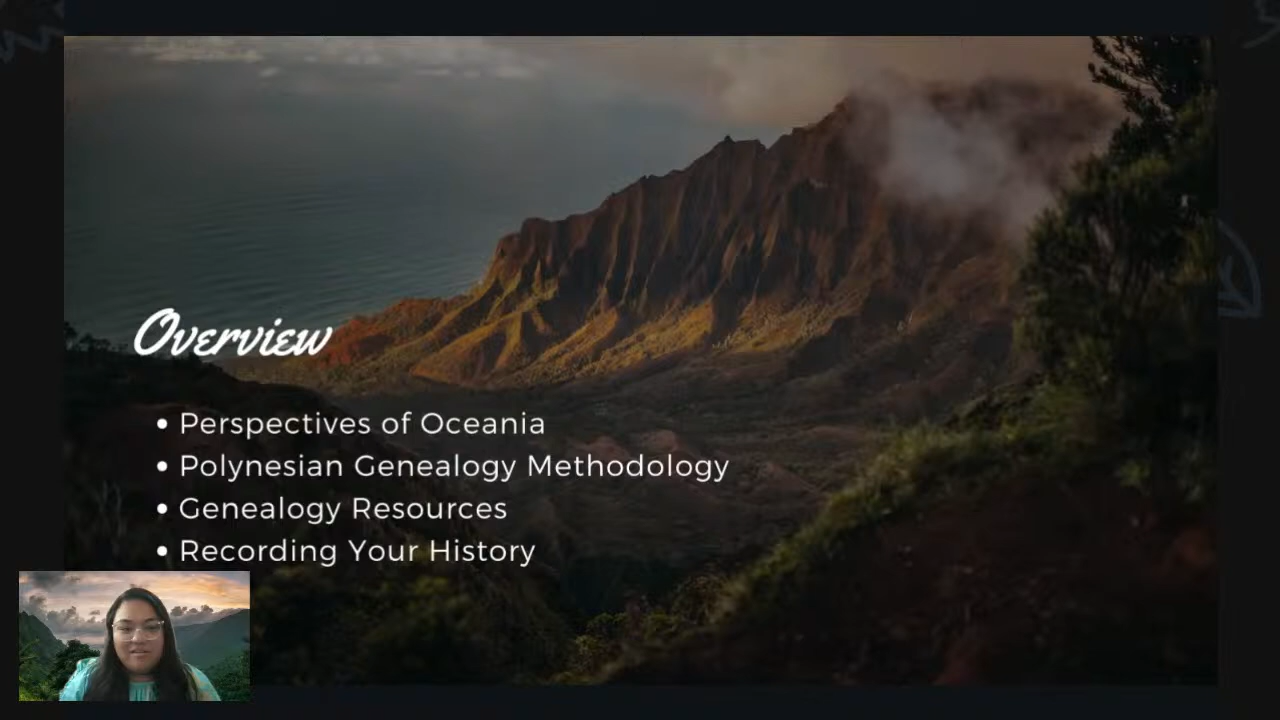 Overview
• Perspectives of Oceania
• Polynesian Genealogy Methodology
• Genealogy Resources
• Recording Your History